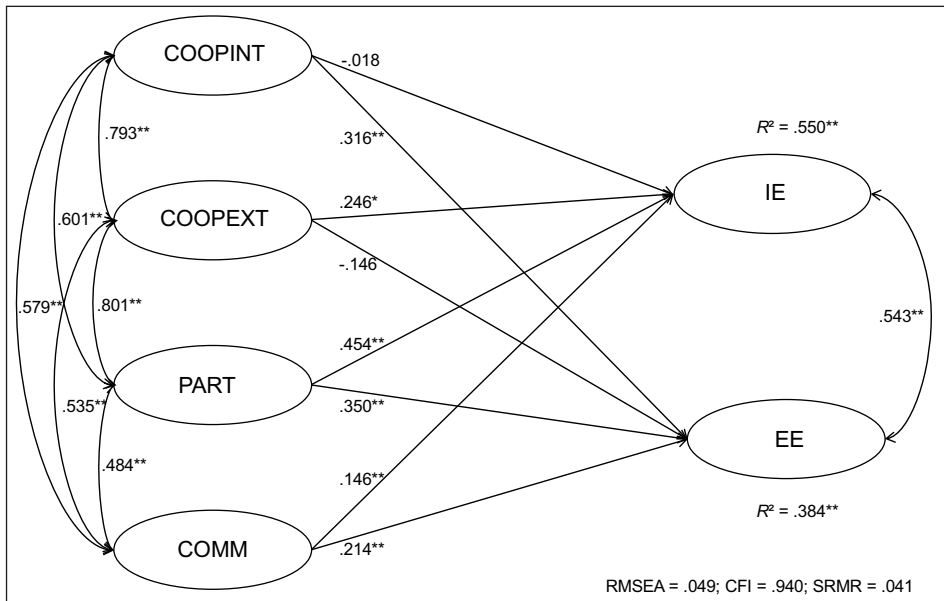 COOPINT
-.018
.316**
R² = .550**
.793**
IE
.246*
COOPEXT
.601**
-.146
.579**
.801**
.543**
.454**
PART
.350**
.535**
EE
.484**
.146**
R² = .384**
COMM
.214**
RMSEA = .049; CFI = .940; SRMR = .041